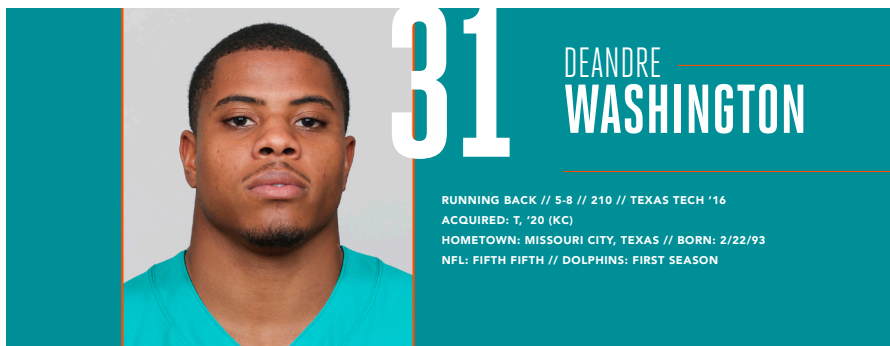 31
DEANDRE
WASHINGTON
RUNNING BACK // 5-8 // 210 // TEXAS TECH '16
ACQUIRED: T, '20 (KC)
HOMETOWN: MISSOURI CITY, TEXAS // BORN: 2/22/93
NFL: FIFTH FIFTH // DOLPHINS: FIRST SEASON